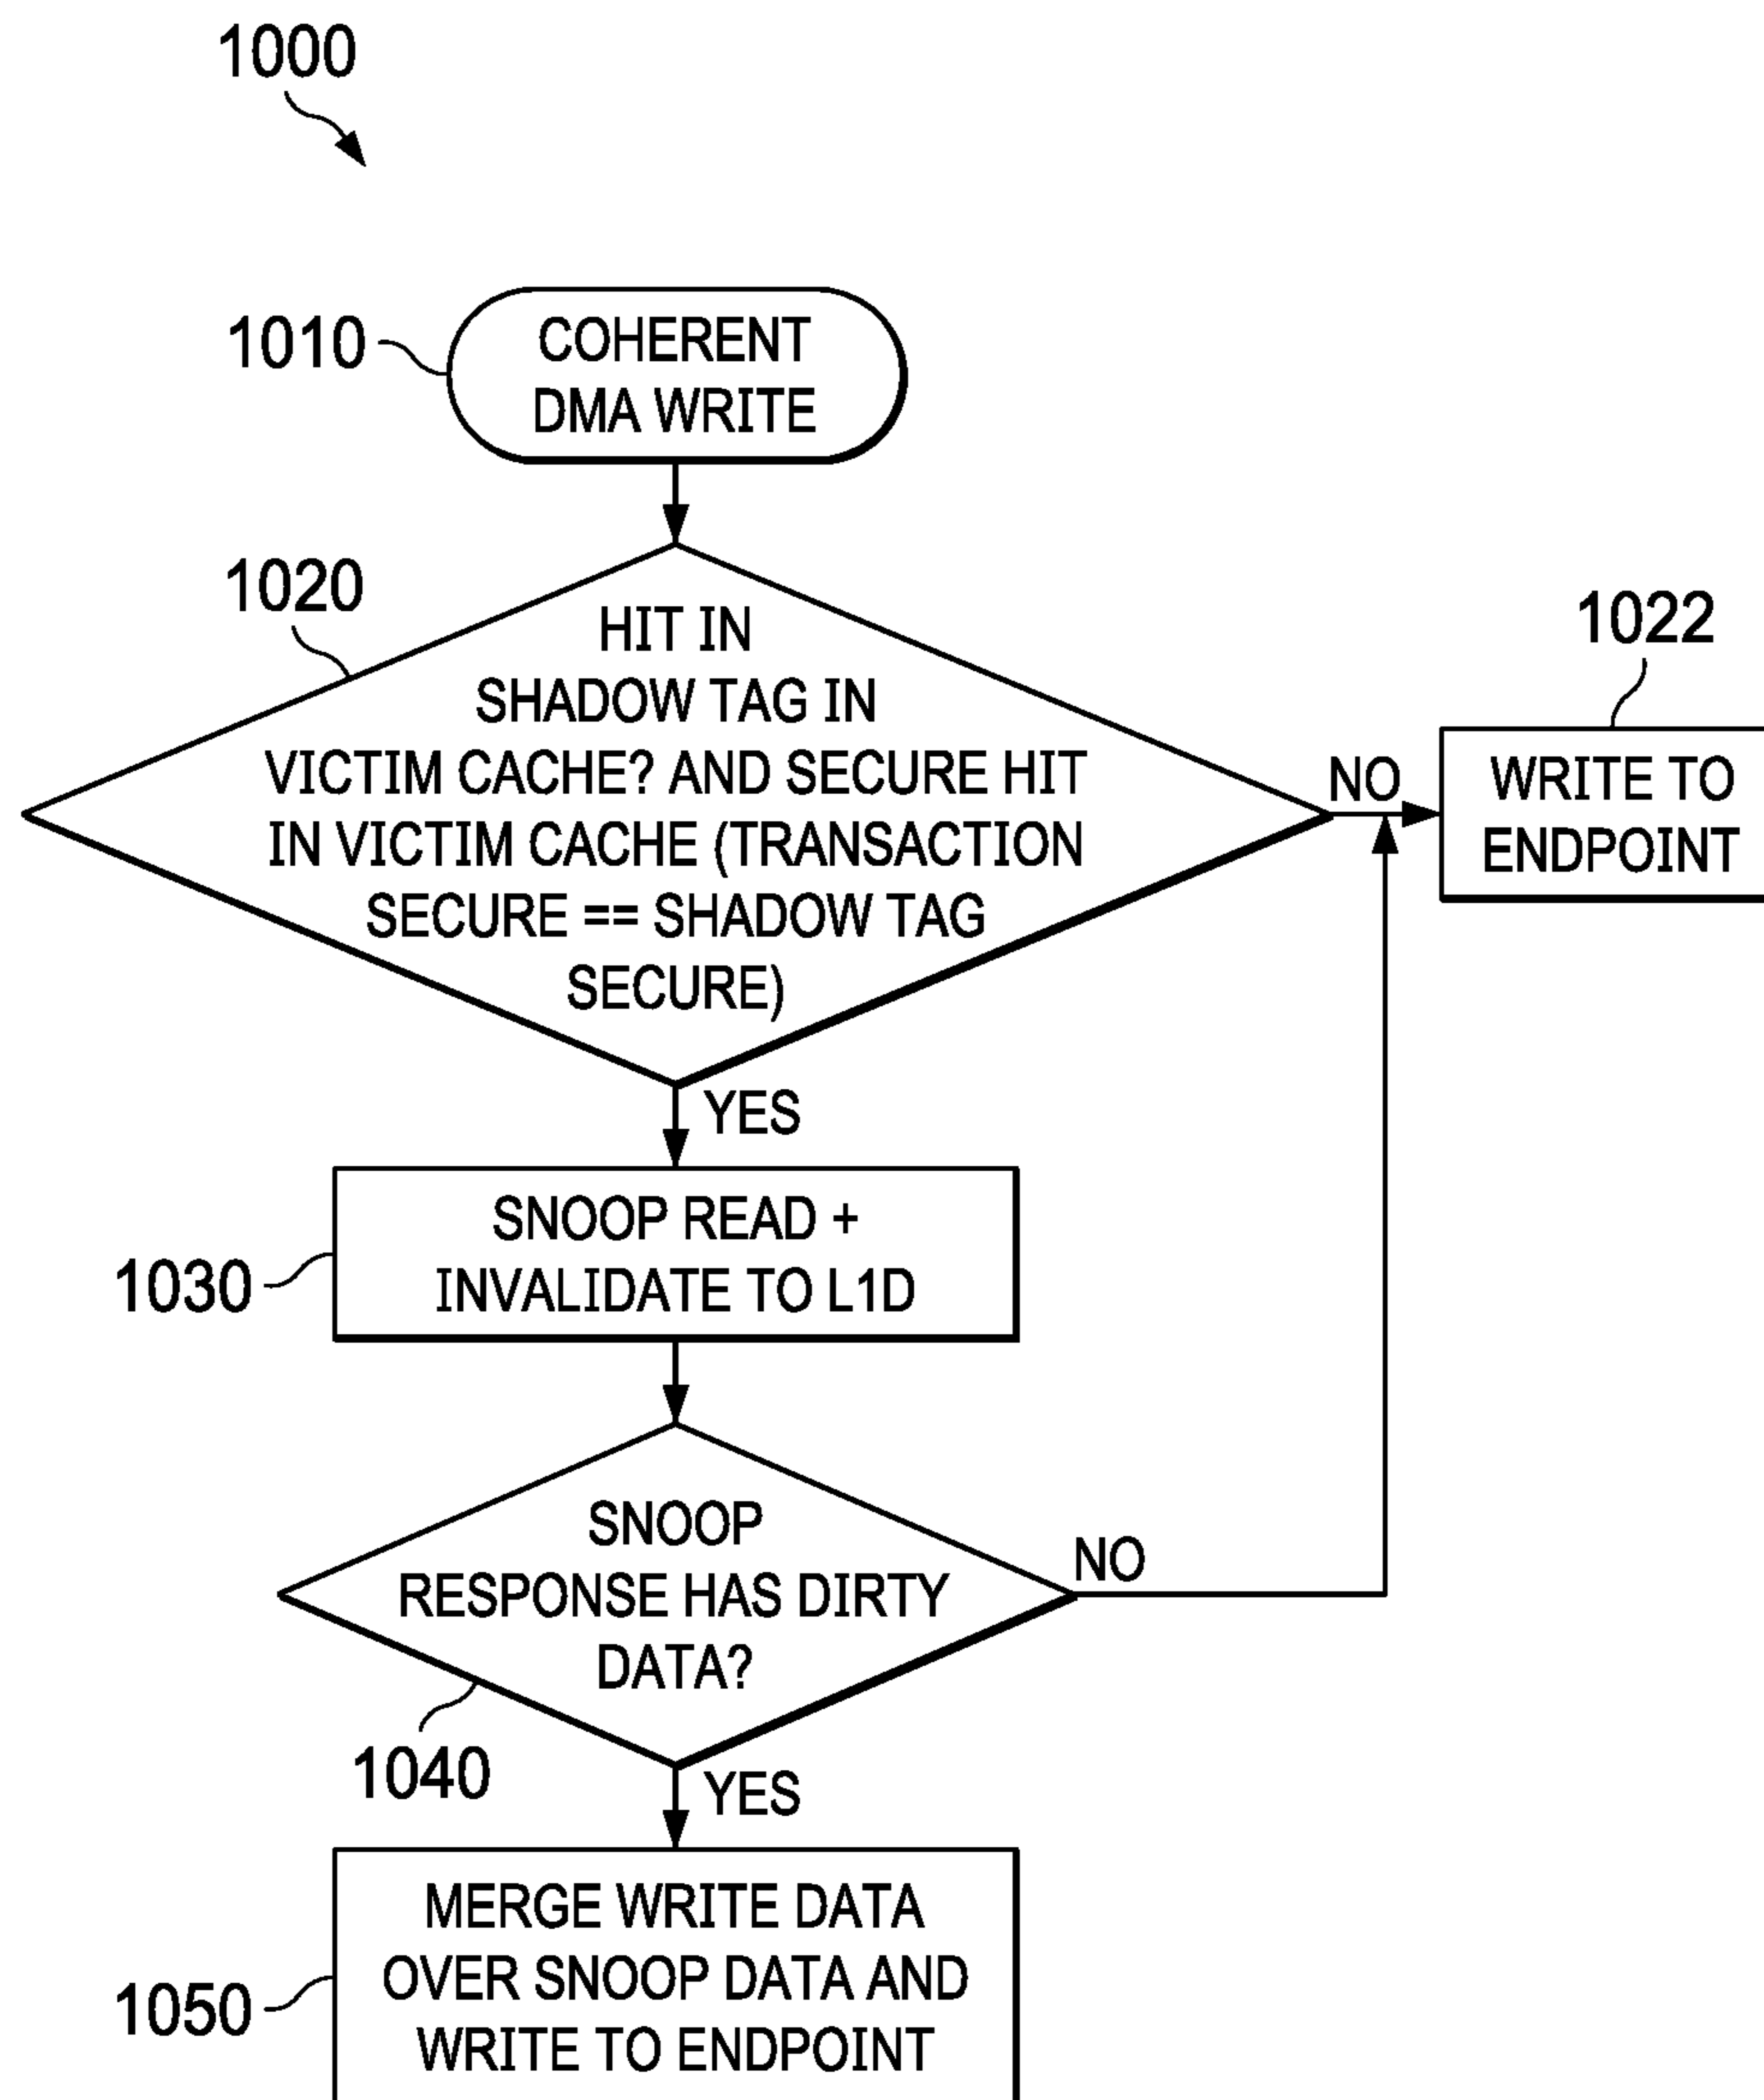 1000
1010
COHERENT
DMA WRITE
1020
HIT IN
SHADOW TAG IN
VICTIM CACHE? AND SECURE HIT
IN VICTIM CACHE (TRANSACTION
SECURE == SHADOW TAG
SECURE)
NO
1022
WRITE TO
ENDPOINT
YES
1030
SNOOP READ +
INVALIDATE TO L1D
SNOOP
RESPONSE HAS DIRTY
DATA?
NO
1040
YES
1050
MERGE WRITE DATA
OVER SNOOP DATA AND
WRITE TO ENDPOINT